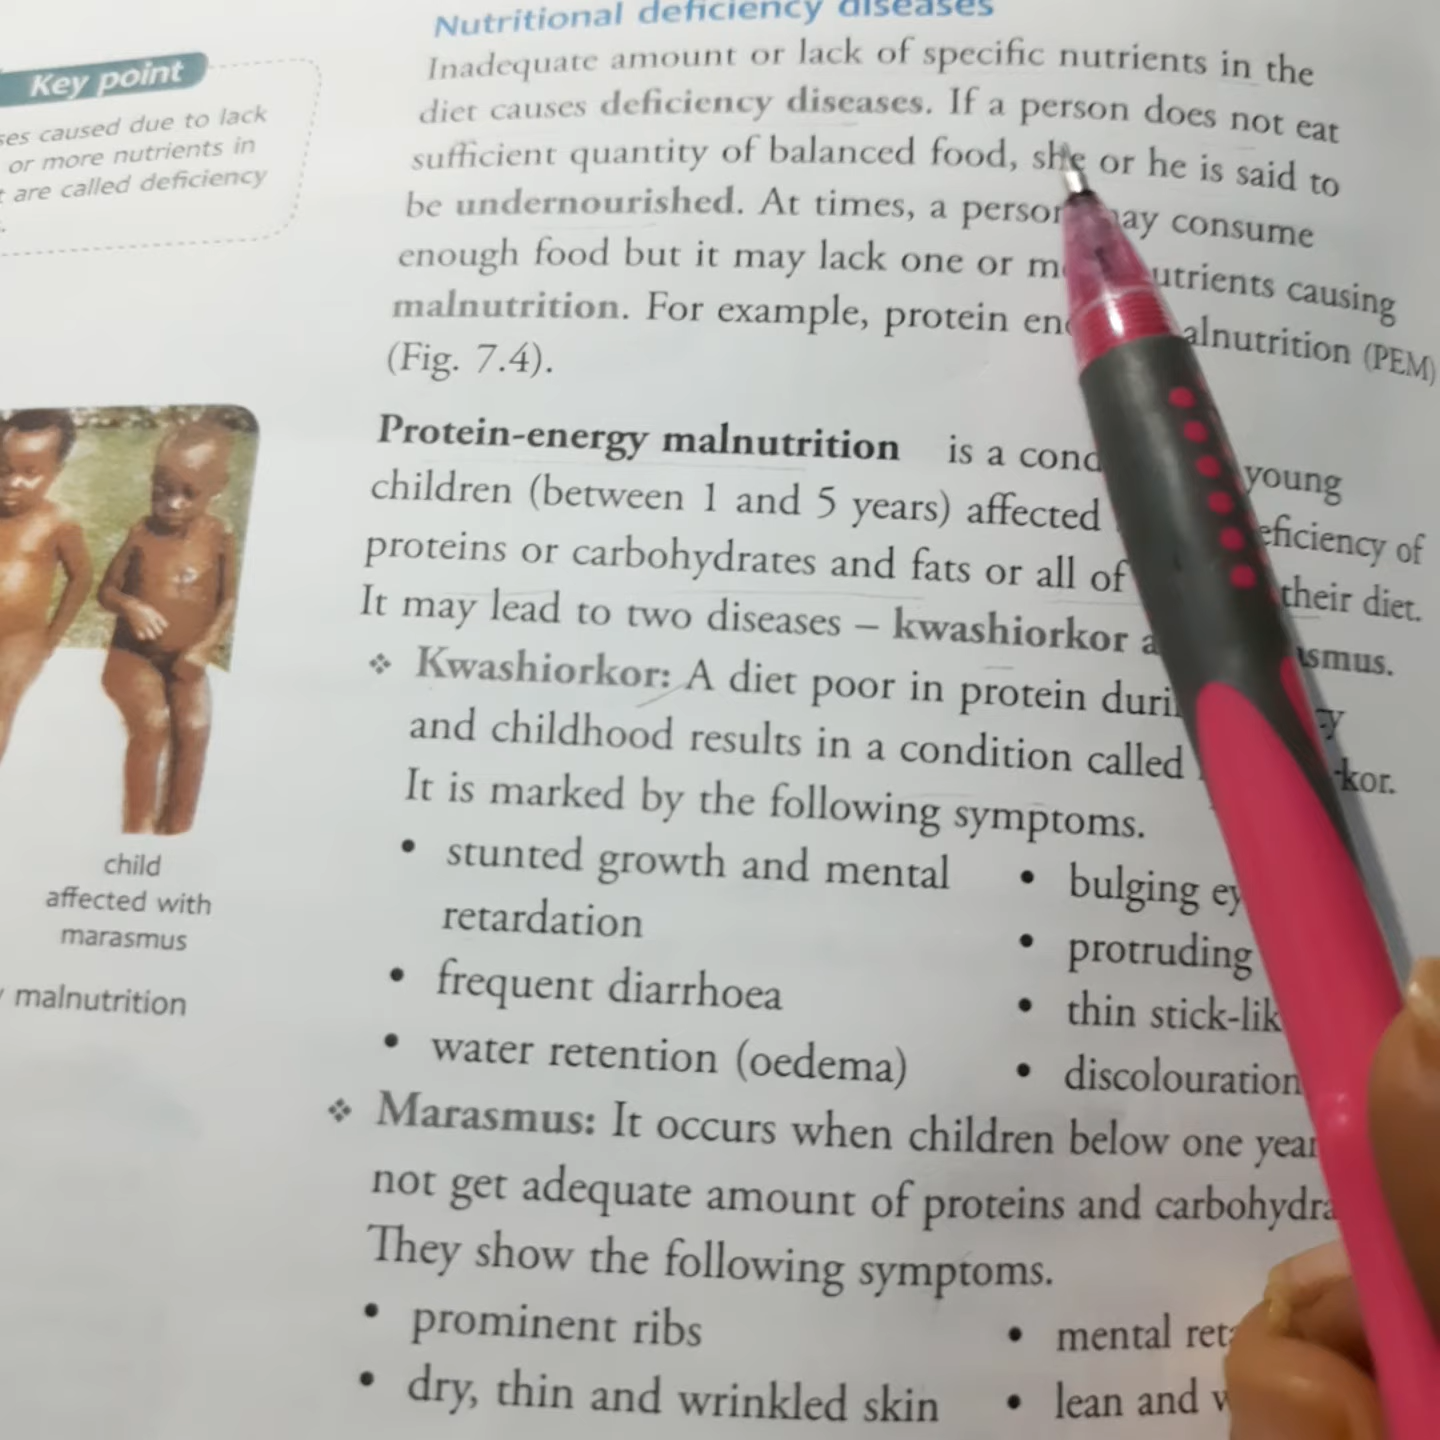 Key point
ses caused due to lack
or more nutrients in
t are called deficiency
child
affected with
marasmus
malnutrition
Nutritional deficiency diseases
Inadequate amount or lack of specific nutrients in the
diet causes deficiency diseases. If a person does not eat
sufficient quantity of balanced food, she or he is said to
be undernourished. At times, a person may consume
enough food but it may lack one or utrients causing
malnutrition. For example, protein alnutrition (PEM)
(Fig. 7.4).
Protein-energy malnutrition is a cond young
children (between 1 and 5 years) affected eficiency of
proteins or carbohydrates and fats or all of their diet.
It may lead to two diseases – kwashiorkor a asmus.
❖ Kwashiorkor: A diet poor in protein duri y
and childhood results in a condition called kor.
It is marked by the following symptoms.
• stunted growth and mental
retardation
• frequent diarrhoea
• water retention (oedema)
• bulging ey
• protruding
• thin stick-lik
• discolouration
❖ Marasmus: It occurs when children below one year
not get adequate amount of proteins and carbohydra
They show the following symptoms.
• prominent ribs
• dry, thin and wrinkled skin
• mental reta
• lean and w